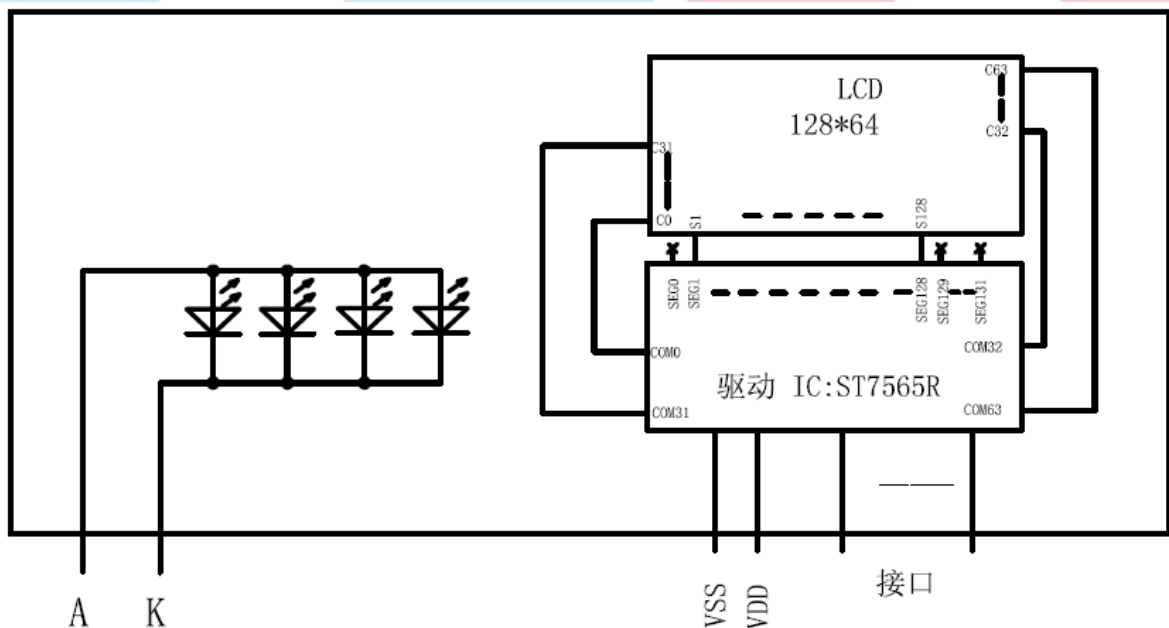 LCD
128*64
C63
C32
C31
C0
S1
S128
SEG0
SEG1
SEG128
SEG129
SEG131
COM0
COM32
驱动 IC:ST7565R
COM31
COM63
VSS
VDD
接口
A
K